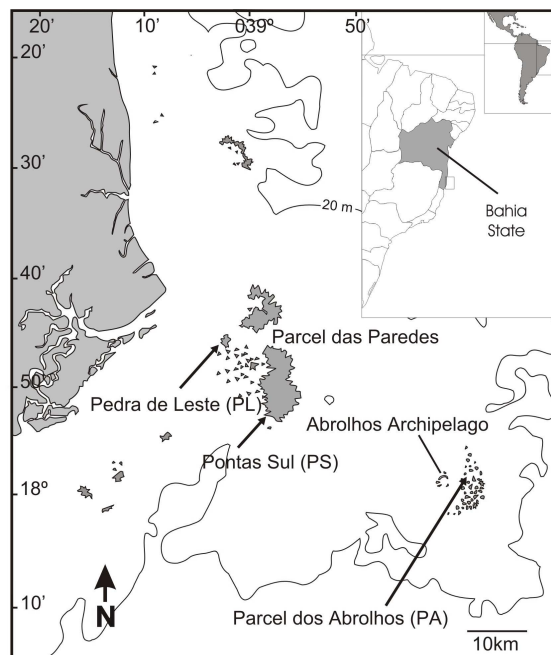 20' 10' 039º 50'
20'
30'
20 m
Bahia
State
40'
Parcel das Paredes
50'
Pedra de Leste (PL)
Abrolhos Archipelago
Pontas Sul (PS)
18º
10'
N
Parcel dos Abrolhos (PA)
10km